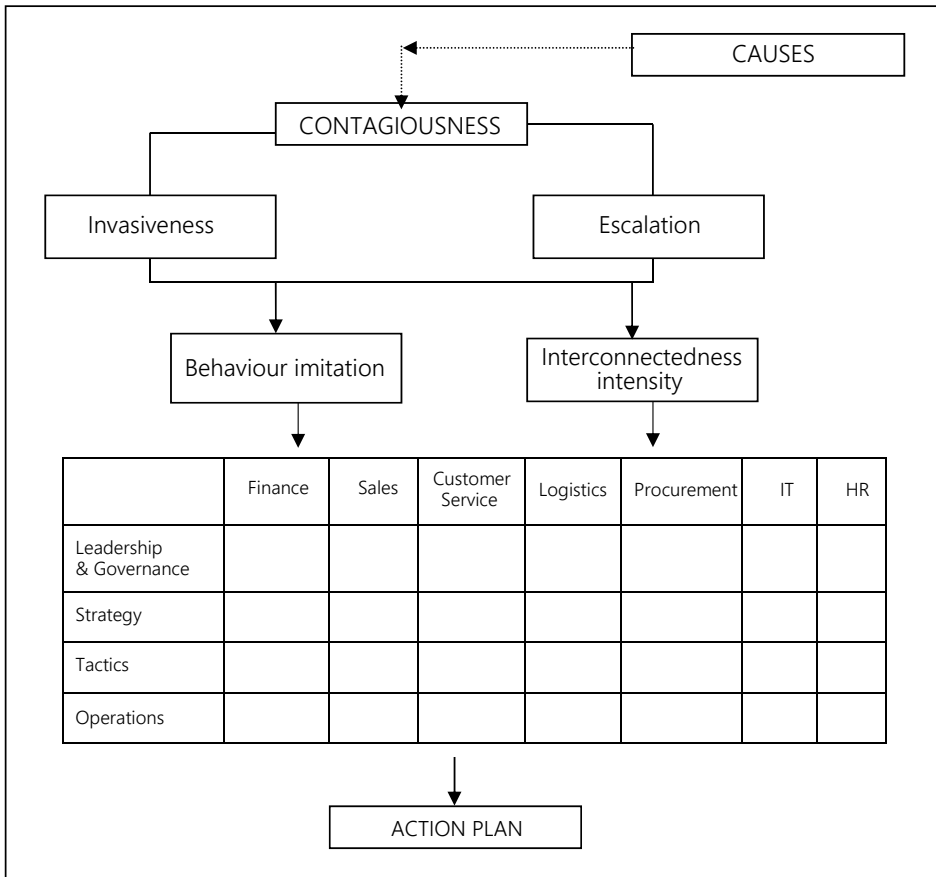 CAUSES
CONTAGIOUSNESS
Invasiveness
Escalation
Behaviour imitation
Interconnectedness
intensity
Finance
Sales
Customer
Service
Logistics
Procurement
IT
HR
Leadership
& Governance
Strategy
Tactics
Operations
ACTION PLAN